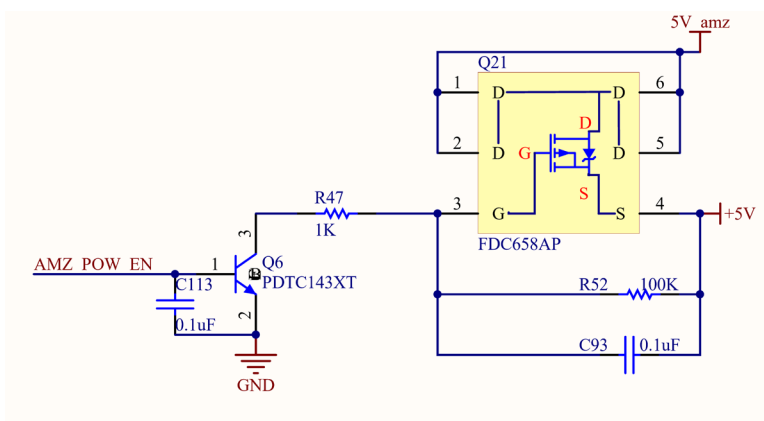 5V_amz
Q21
1 D D 6
D
2 D G D 5
S
R47
3 G S 4 +5V
1K
FDC658AP
3
AMZ_POW_EN 1 Q6
C113 PDTC143XT R52 100K
2
0.1uF
C93 0.1uF
GND